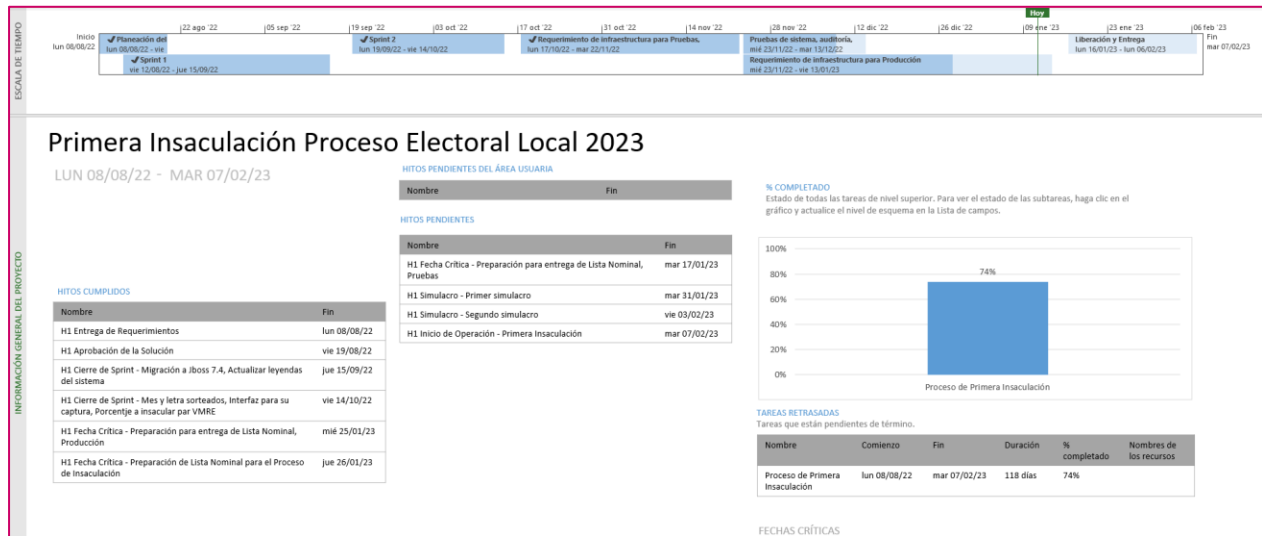 ESCALA DE TIEMPO
Hoy
22 ago '22
05 sep '22
19 sep '22
03 oct '22
17 oct '22
31 oct '22
14 nov '22
28 nov '22
12 dic '22
26 dic '22
09 ene '23
23 ene '23
06 feb '23
Inicio
lun 08/08/22
✔Planeación del
lun 08/08/22 - vie
✔Sprint 2
lun 19/09/22 - vie 14/10/22
✔Requerimiento de infraestructura para Pruebas,
lun 17/10/22 - mar 22/11/22
Pruebas de sistema, auditoría,
mié 23/11/22 - mar 13/12/22
Liberación y Entrega
lun 16/01/23 - lun 06/02/23
Fin
mar 07/02/23
✔Sprint 1
vie 12/08/22 - jue 15/09/22
Requerimiento de infraestructura para Producción
mié 23/11/22 - vie 13/01/23
INFORMACIÓN GENERAL DEL PROYECTO
Primera Insaculación Proceso Electoral Local 2023
LUN 08/08/22 - MAR 07/02/23
HITOS CUMPLIDOS
Nombre Fin
H1 Entrega de Requerimientos lun 08/08/22
H1 Aprobación de la Solución vie 19/08/22
H1 Cierre de Sprint - Migración a Jboss 7.4, Actualizar leyendas jue 15/09/22
del sistema
H1 Cierre de Sprint - Mes y letra sorteados, Interfaz para su vie 14/10/22
captura, Porcentje a insacular par VMRE
H1 Fecha Crítica - Preparación para entrega de Lista Nominal, mié 25/01/23
Producción
H1 Fecha Crítica - Preparación de Lista Nominal para el Proceso jue 26/01/23
de Insaculación
HITOS PENDIENTES DEL ÁREA USUARIA
Nombre Fin
HITOS PENDIENTES
Nombre Fin
H1 Fecha Crítica - Preparación para entrega de Lista Nominal, mar 17/01/23
Pruebas
H1 Simulacro - Primer simulacro mar 31/01/23
H1 Simulacro - Segundo simulacro vie 03/02/23
H1 Inicio de Operación - Primera Insaculación mar 07/02/23
% COMPLETADO
Estado de todas las tareas de nivel superior. Para ver el estado de las subtareas, haga clic en el
gráfico y actualice el nivel de esquema en la Lista de campos.
100%
80%
60%
40%
20%
0%
74%
Proceso de Primera Insaculación
TAREAS RETRASADAS
Tareas que están pendientes de término.
Nombre Comienzo Fin Duración % Nombres de
completado los recursos
Proceso de Primera lun 08/08/22 mar 07/02/23 118 días 74%
Insaculación
FECHAS CRÍTICAS